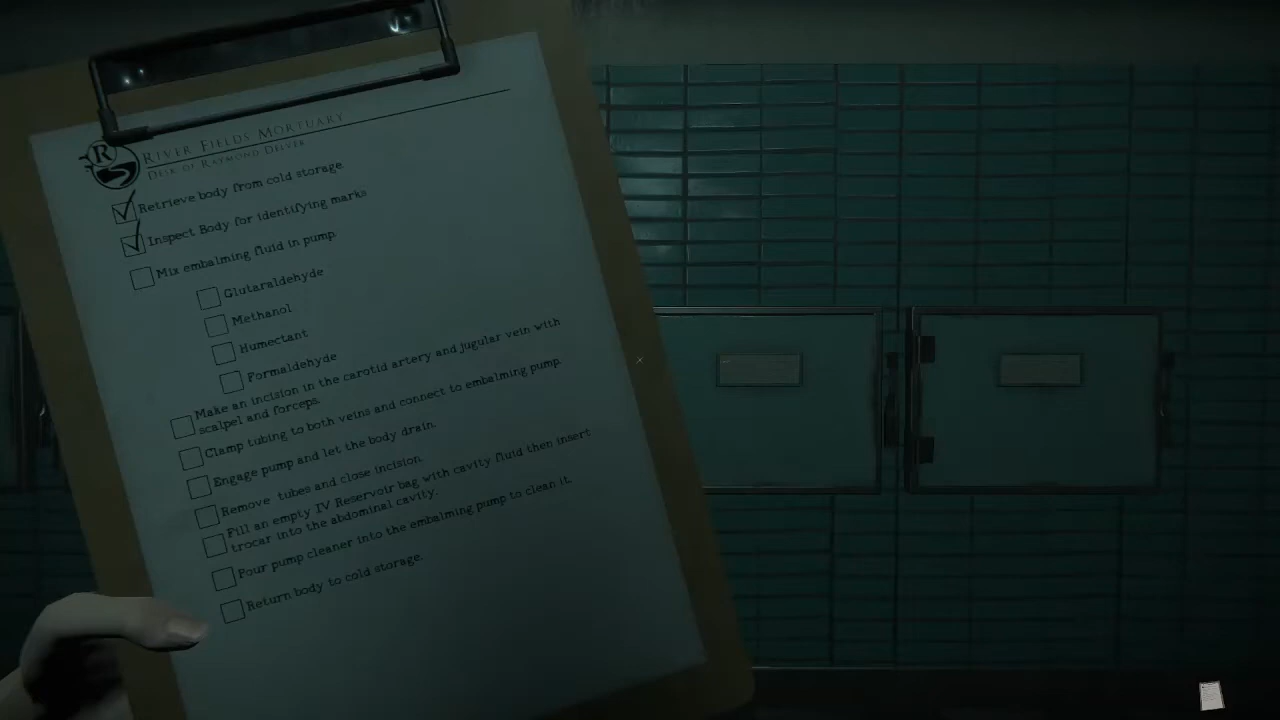 River Fields Mortuary
Desk of Raymond Delver
Retrieve body from cold storage.
Inspect Body for identifying marks
Mix embalming fluid in pump.
Glutaraldehyde
Methanol
Humectant
Formaldehyde
Make an incision in the carotid artery and jugular vein with
scalpel and forceps.
Clamp tubing to both veins and connect to embalming pump.
Engage pump and let the body drain.
Remove tubes and close incision.
Fill an empty IV Reservoir bag with cavity fluid then insert
trocar into the abdominal cavity.
Pour pump cleaner into the embalming pump to clean it.
Return body to cold storage.